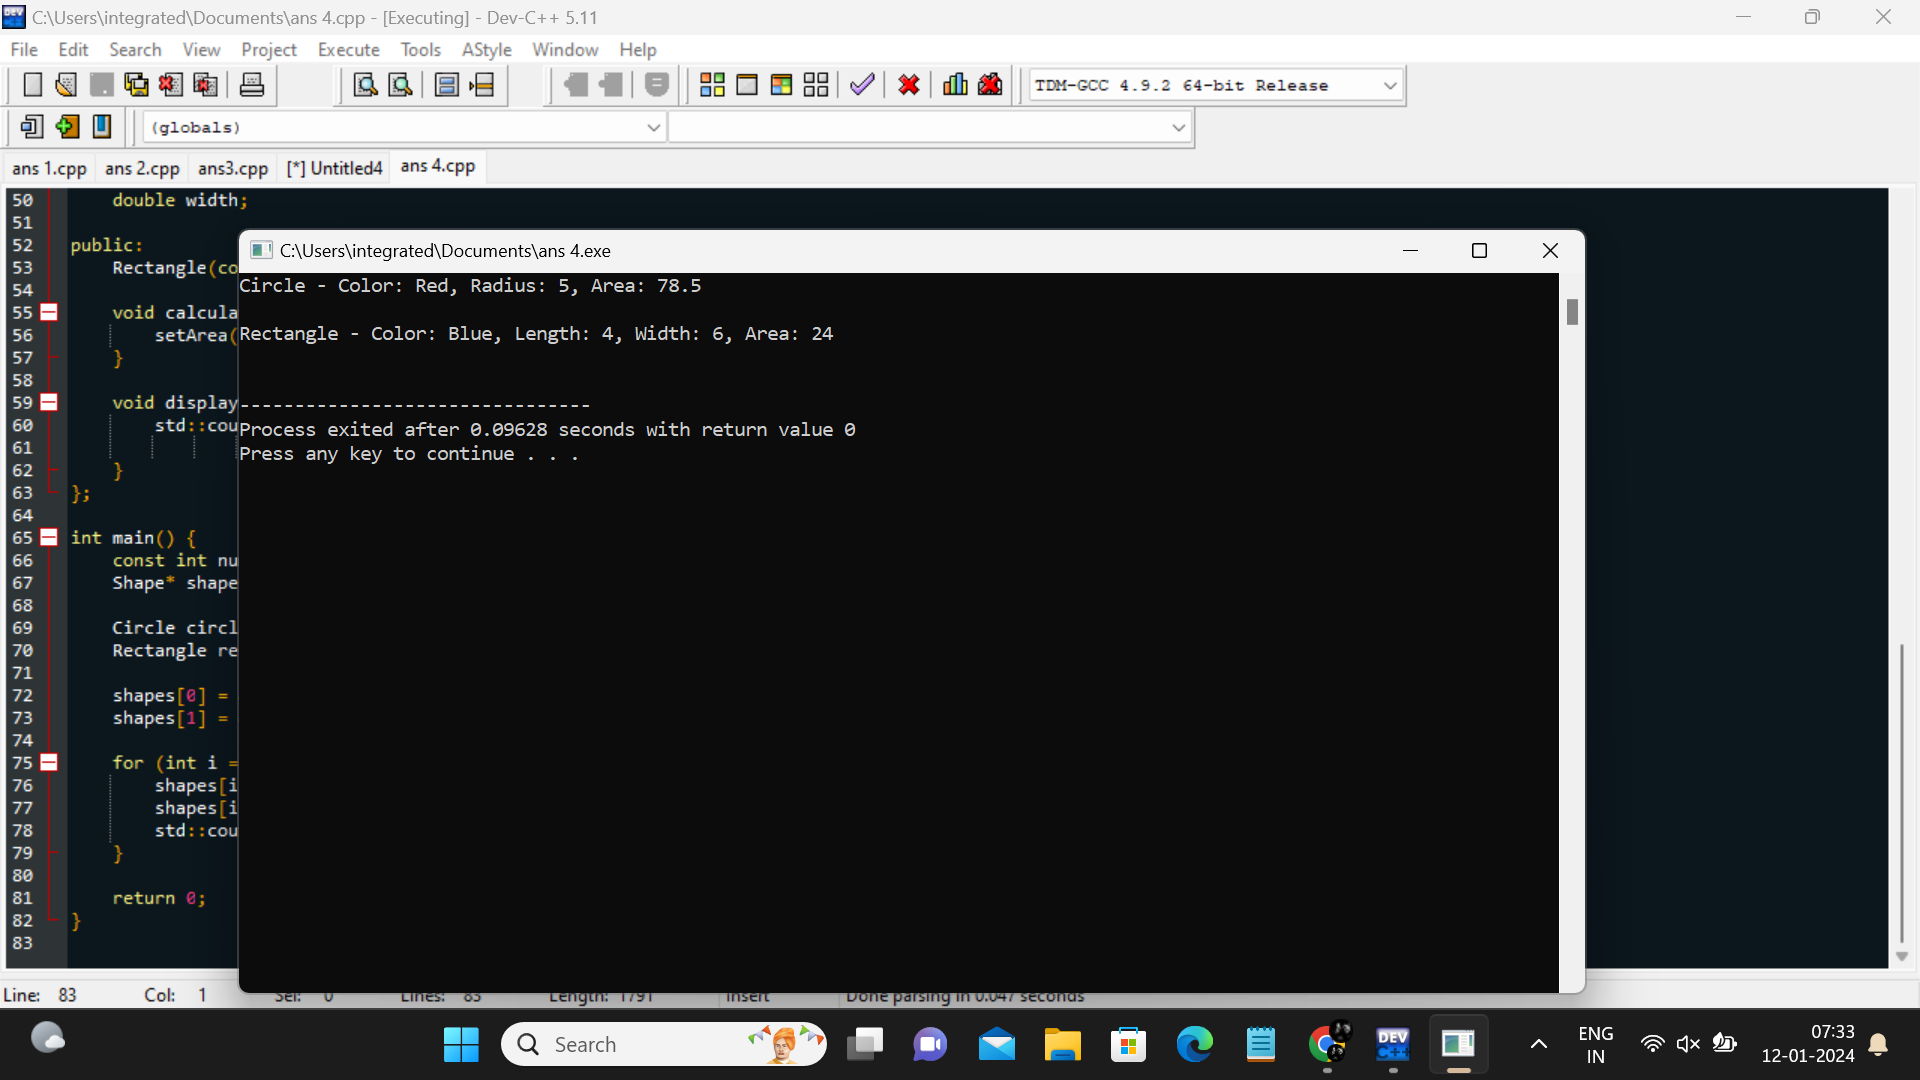 C:\Users\integrated\Documents\ans 4.cpp - [Executing] - Dev-C++ 5.11
File Edit Search View Project Execute Tools AStyle Window Help
TDM-GCC 4.9.2 64-bit Release
(globals)
ans 1.cpp ans 2.cpp ans3.cpp [*] Untitled4 ans 4.cpp
50 double width;
51
52 public:
53 Rectangle(co
54
55 void calcula
56 setArea(
57 }
58
59 void display
60 std::cou
61
62 }
63 };
64
65 int main() {
66 const int nu
67 Shape* shape
68
69 Circle circl
70 Rectangle re
71
72 shapes[0] =
73 shapes[1] =
74
75 for (int i =
76 shapes[i
77 shapes[i
78 std::cou
79 }
80
81 return 0;
82 }
83
C:\Users\integrated\Documents\ans 4.exe
Circle - Color: Red, Radius: 5, Area: 78.5
Rectangle - Color: Blue, Length: 4, Width: 6, Area: 24
--------------------------------
Process exited after 0.09628 seconds with return value 0
Press any key to continue . . .
Line: 83 Col: 1 Sel: 0 Lines: 83 Length: 1791 Insert Done parsing in 0.047 seconds
Search
DEV C++
ENG
IN
07:33
12-01-2024